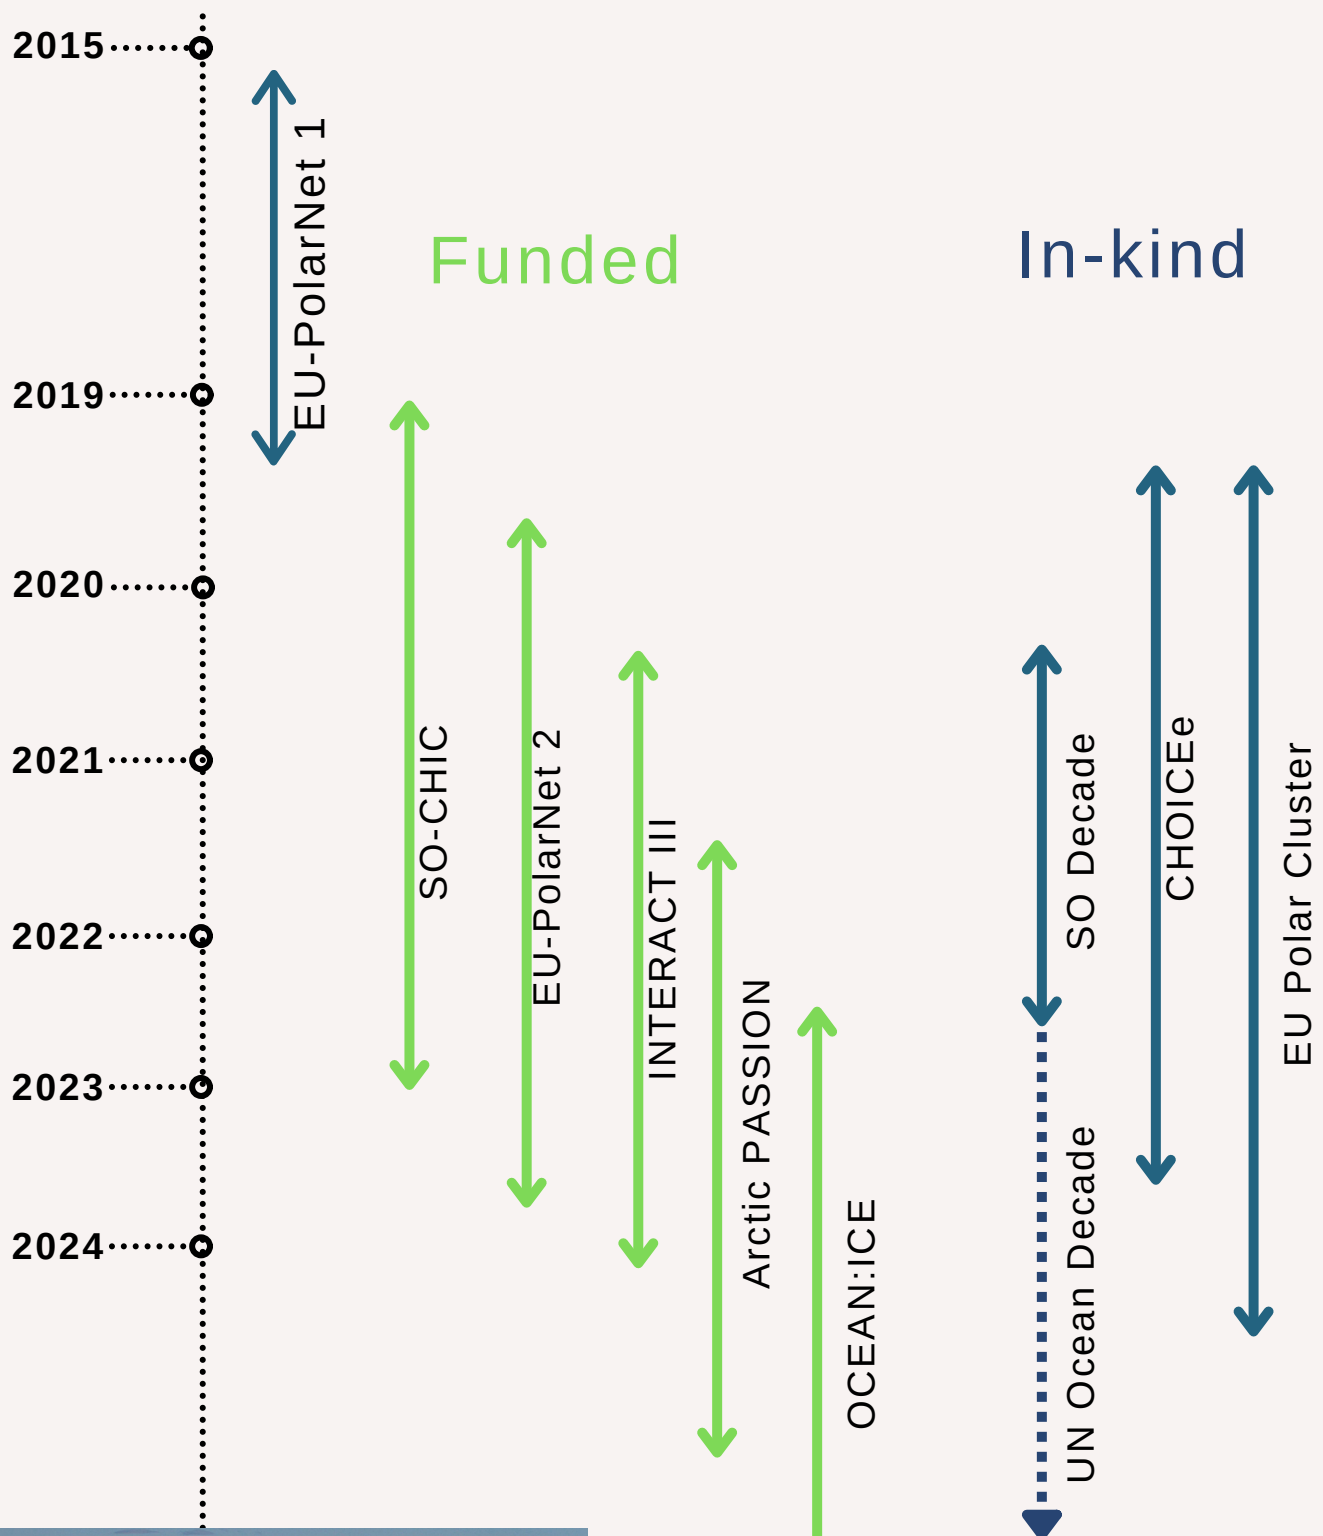 2015
EU-PolarNet 1
Funded
In-kind
2019
2020
2021
SO-CHIC
EU-PolarNet 2
INTERACT III
Arctic PASSION
OCEAN:ICE
SO Decade
UN Ocean Decade
CHOICEe
EU Polar Cluster
2022
2023
2024